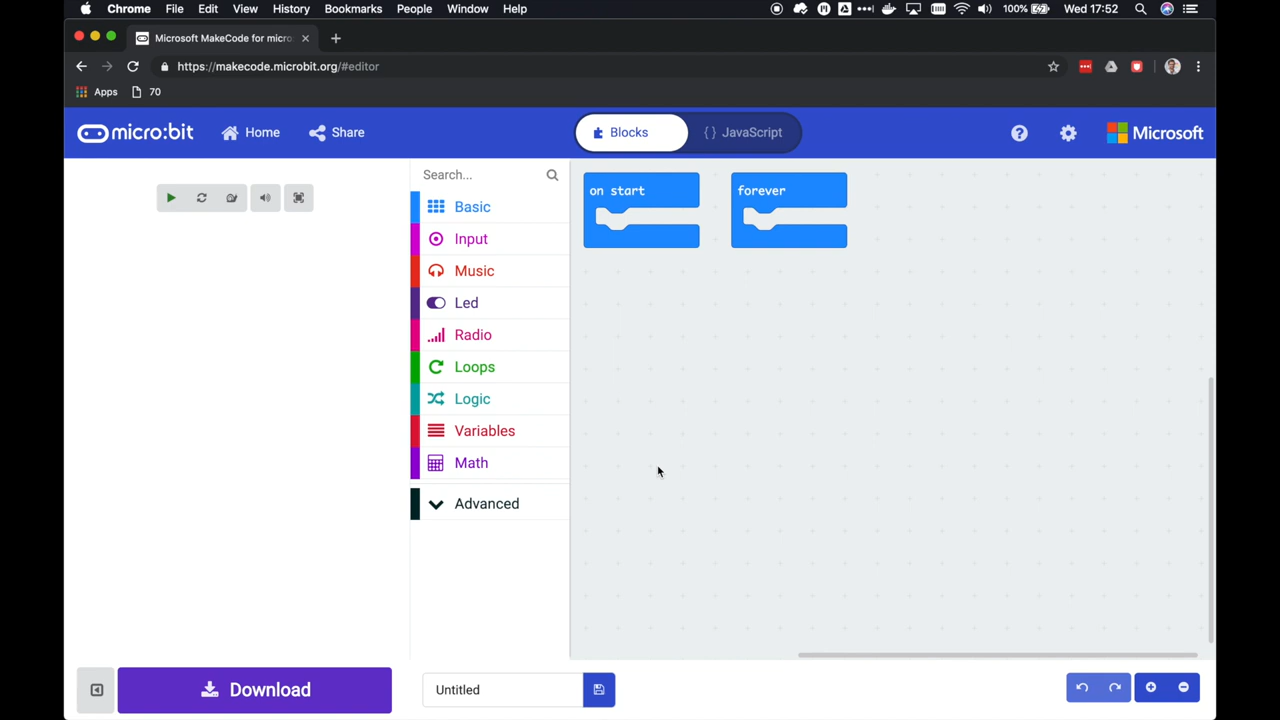 Chrome File Edit View History Bookmarks People Window Help 100% Wed 17:52
Microsoft MakeCode for micro
https://makecode.microbit.org/#editor
Apps 70
micro:bit Home Share Blocks {} JavaScript Microsoft
Search...
Basic
Input
Music
Led
Radio
Loops
Logic
Variables
Math
Advanced
on start
forever
Download
Untitled